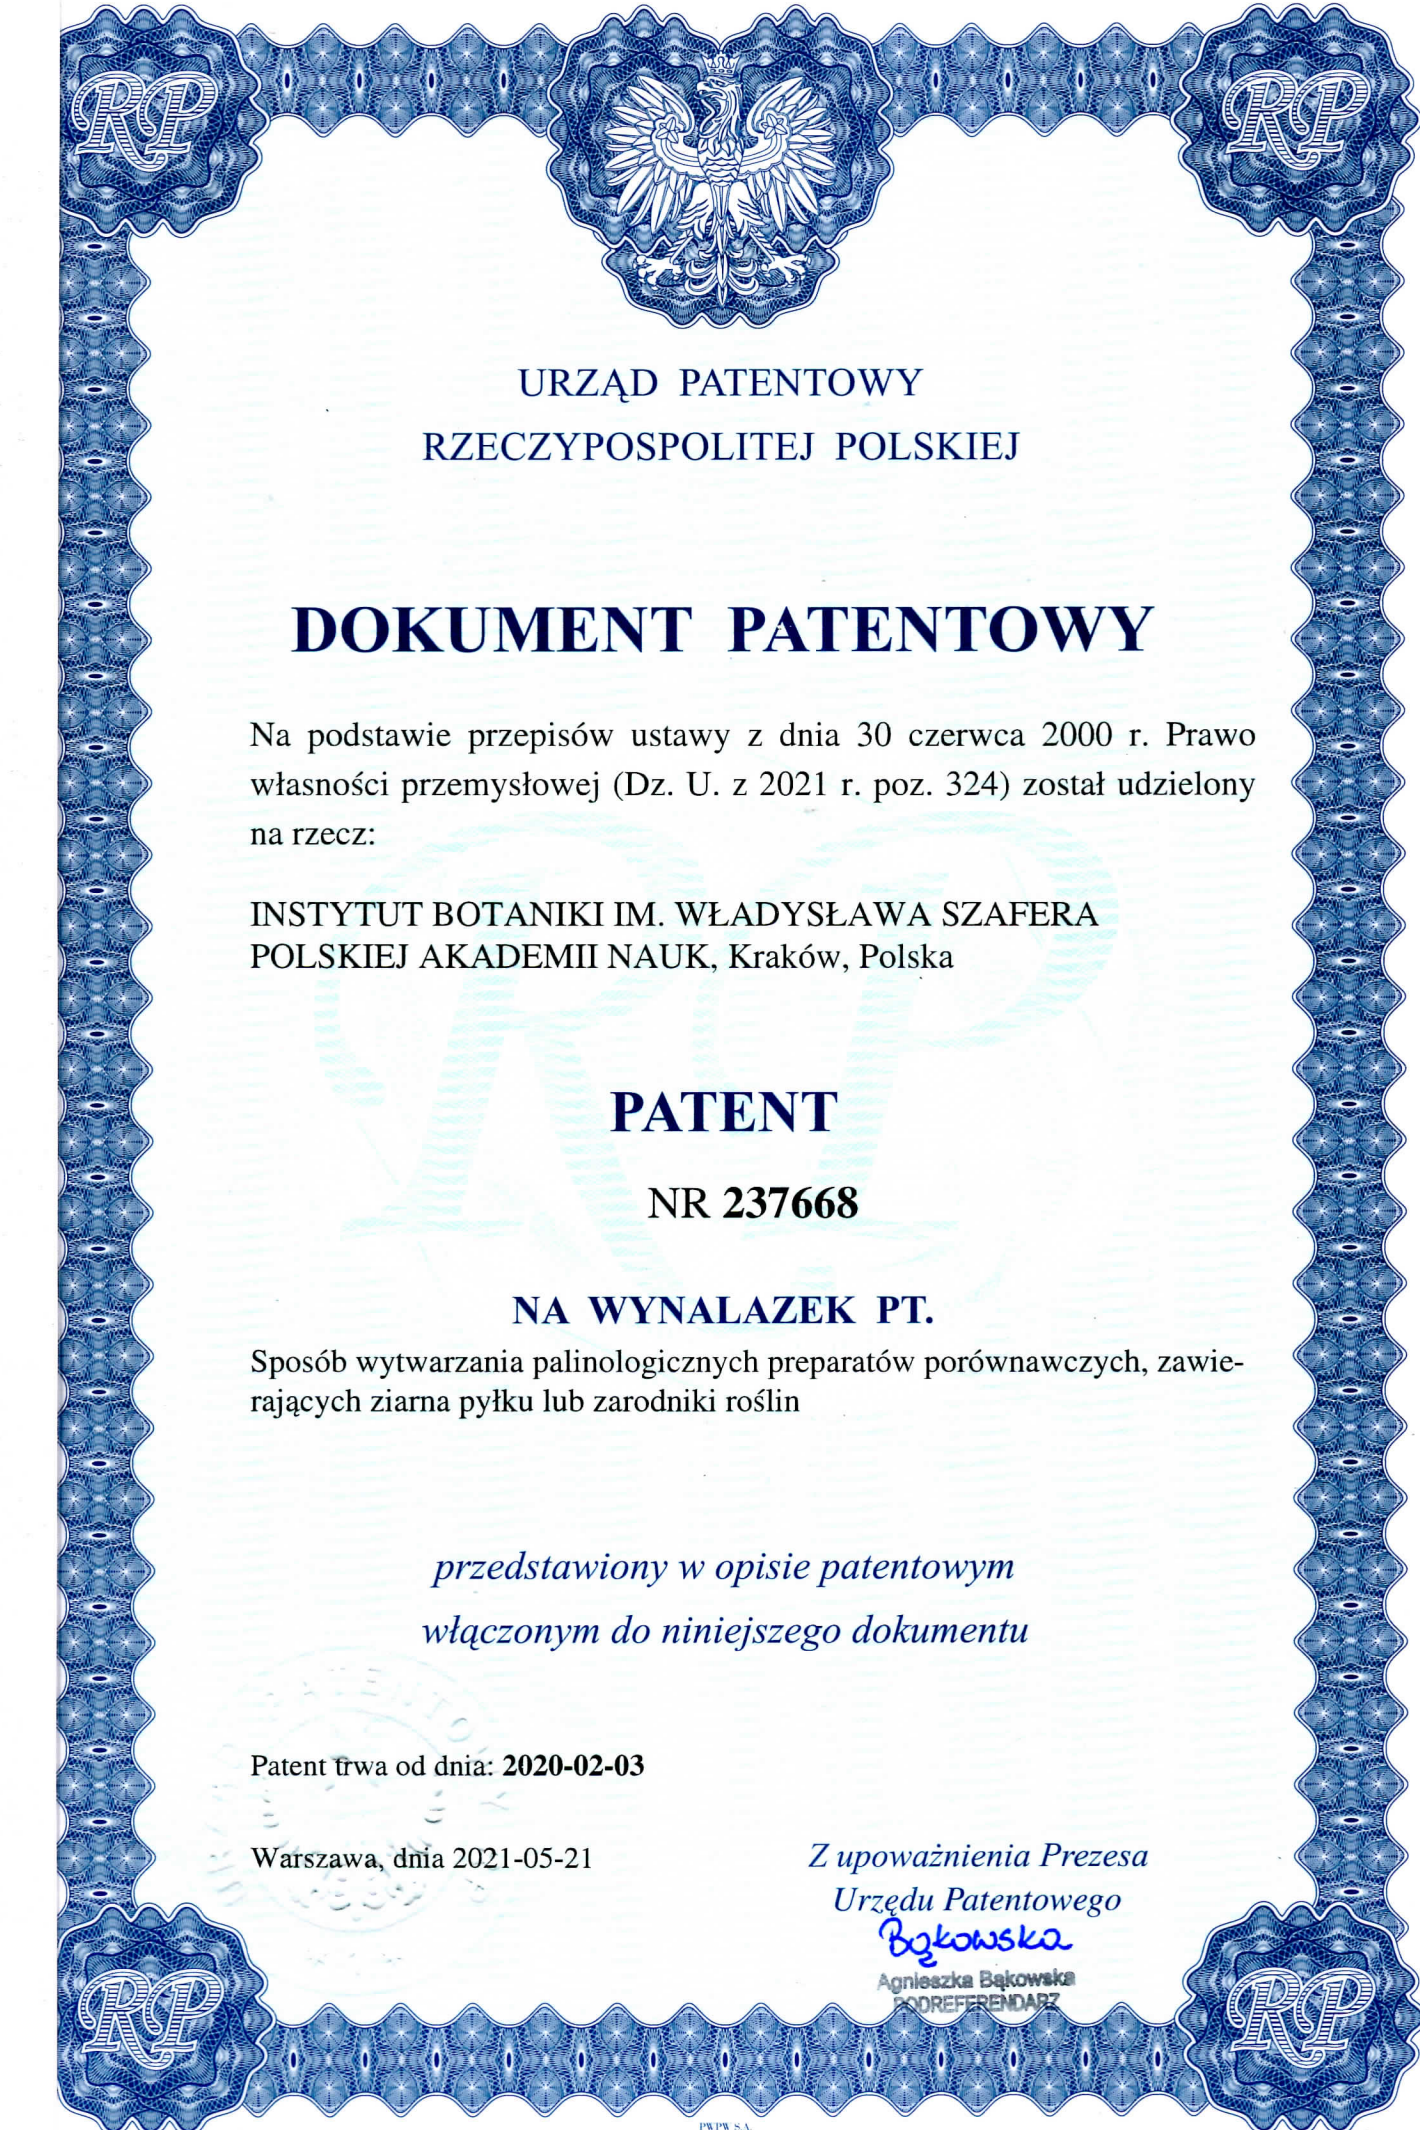 RP
RP
URZĄD PATENTOWY
RZECZYPOSPOLITEJ POLSKIEJ
DOKUMENT PATENTOWY
Na podstawie przepisów ustawy z dnia 30 czerwca 2000 r. Prawo
własności przemysłowej (Dz. U. z 2021 r. poz. 324) został udzielony
na rzecz:
INSTYTUT BOTANIKI IM. WŁADYSŁAWA SZAFERA
POLSKIEJ AKADEMII NAUK, Kraków, Polska
RP
PATENT
NR 237668
NA WYNALAZEK PT.
Sposób wytwarzania palinologicznych preparatów porównawczych, zawie-
rających ziarna pyłku lub zarodniki roślin
przedstawiony w opisie patentowym
włączonym do niniejszego dokumentu
Patent trwa od dnia: 2020-02-03
Warszawa, dnia 2021-05-21
Z upoważnienia Prezesa
Urzędu Patentowego
Bąkowska
Agnieszka Bąkowska
PODREFERENDARZ
RP
RP
PWPW S.A.